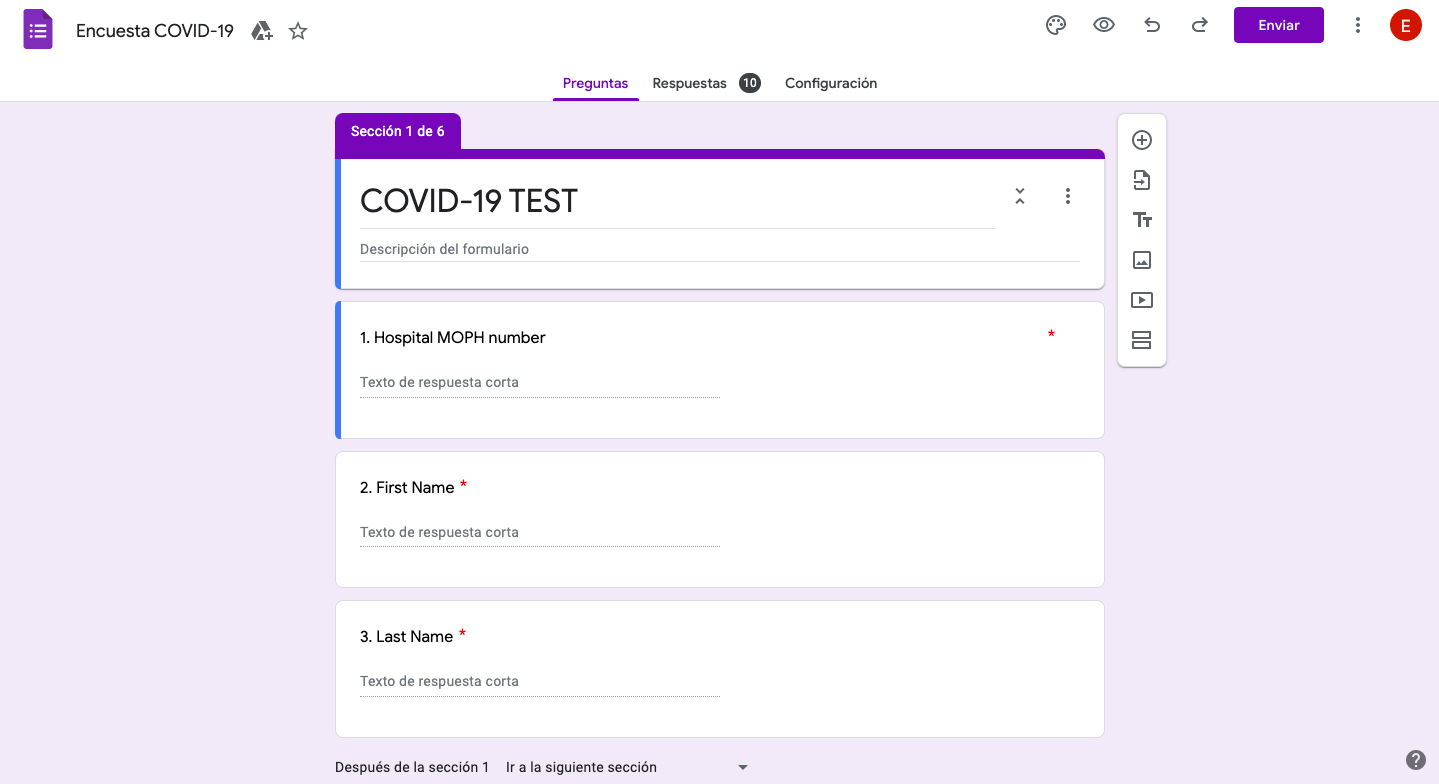 Encuesta COVID-19
Enviar
E
Preguntas
Respuestas 10
Configuración
Sección 1 de 6
COVID-19 TEST
Descripción del formulario
1. Hospital MOPH number *
Texto de respuesta corta
2. First Name *
Texto de respuesta corta
3. Last Name *
Texto de respuesta corta
Después de la sección 1 Ir a la siguiente sección